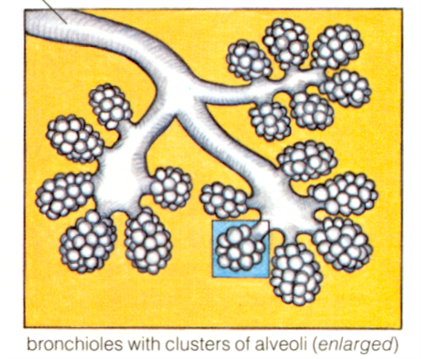 bronchioles with clusters of alveoli (enlarged)